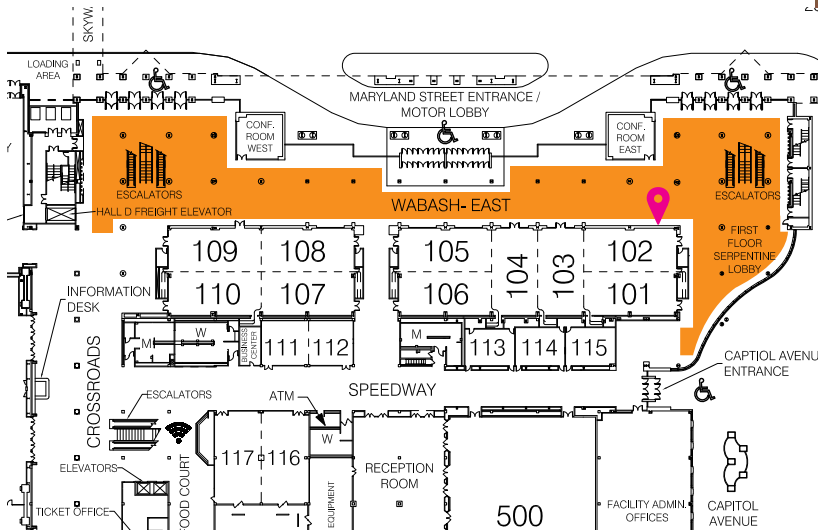 SKYW.
LOADING
AREA
MARYLAND STREET ENTRANCE /
MOTOR LOBBY
CONF.
ROOM
WEST
CONF.
ROOM
EAST
ESCALATORS
ESCALATORS
HALL D FREIGHT ELEVATOR
WABASH- EAST
FIRST
FLOOR
SERPENTINE
LOBBY
109
108
105
104
103
102
110
107
106
101
INFORMATION
DESK
M
W
BUSINESS
CENTER
111
112
M
113
114
115
CAPTIOL AVENU
ENTRANCE
CROSSROADS
SPEEDWAY
ESCALATORS
ATM
W
117
116
RECEPTION
ROOM
ELEVATORS
FOOD COURT
EQUIPMENT
TICKET OFFICE
500
FACILITY ADMIN.
OFFICES
CAPITOL
AVENUE